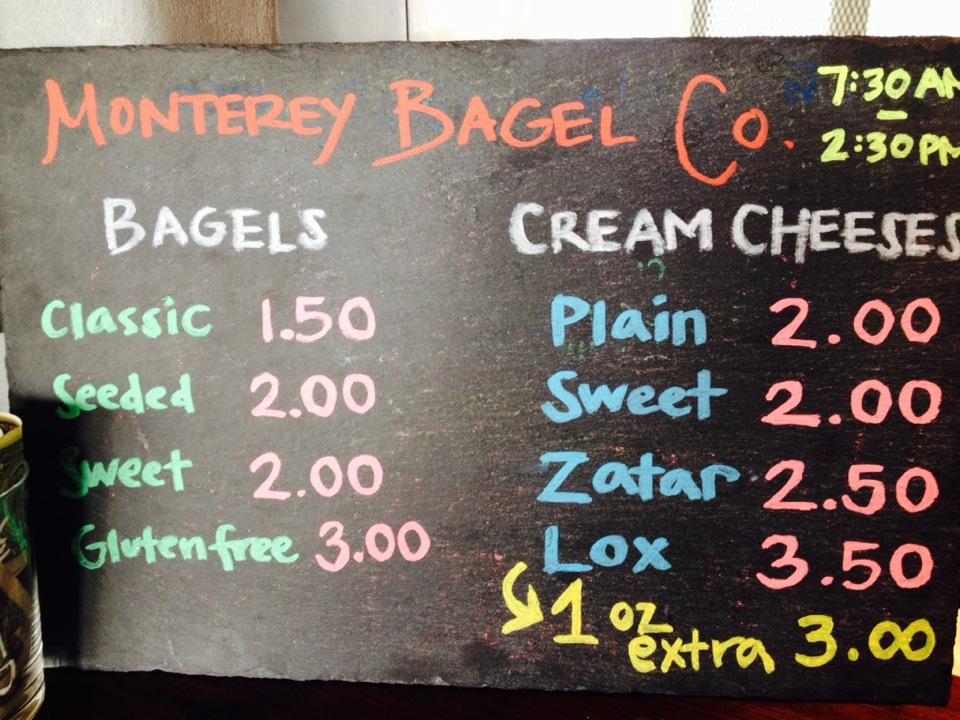 MONTEREY BAGEL CO.
7:30 AM
-
2:30 PM
BAGELS
Classic 1.50
Seeded 2.00
Sweet 2.00
Gluten free 3.00
CREAM CHEESES
Plain 2.00
Sweet 2.00
Zatar 2.50
Lox 3.50
1 oz extra 3.00